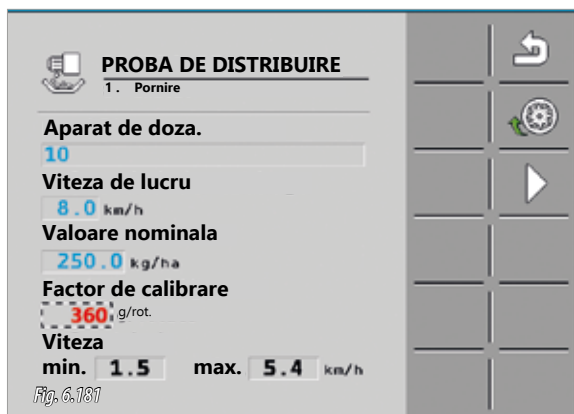 PROBA DE DISTRIBUIRE
1. Pornire
Aparat de doza.
10
Viteza de lucru
8.0 km/h
Valoare nominala
250.0 kg/ha
Factor de calibrare
360 g/rot.
Viteza
min. 1.5 max. 5.4 km/h
Fig. 6.181